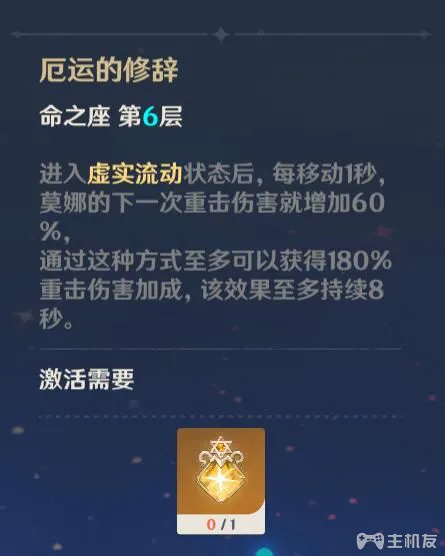 厄运的修辞
命之座 第6层
进入虚实流动状态后,每移动1秒,
莫娜的下一次重击伤害就增加60
%,
通过这种方式至多可以获得180%
重击伤害加成,该效果至多持续8
秒。
激活需要
0/1
主机友